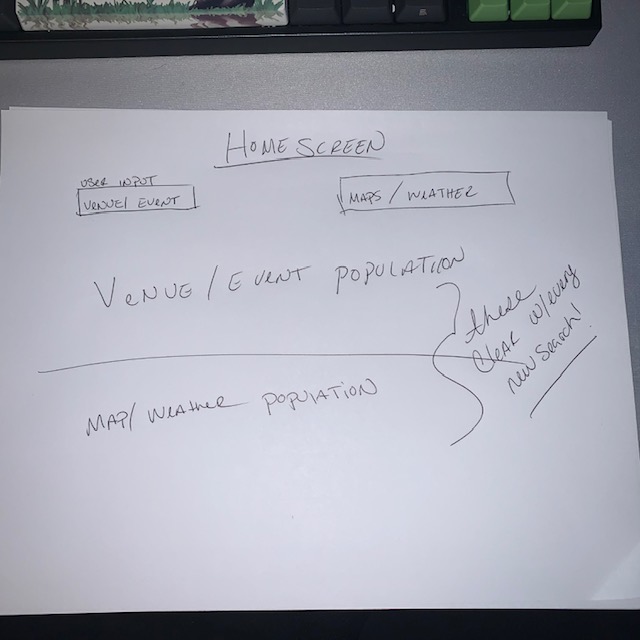 HOME SCREEN
USER INPUT
VENUE/EVENT
MAPS/WEATHER
VENUE/EVENT POPULATION
MAP/WEATHER POPULATION
these
clear w/every
new search!